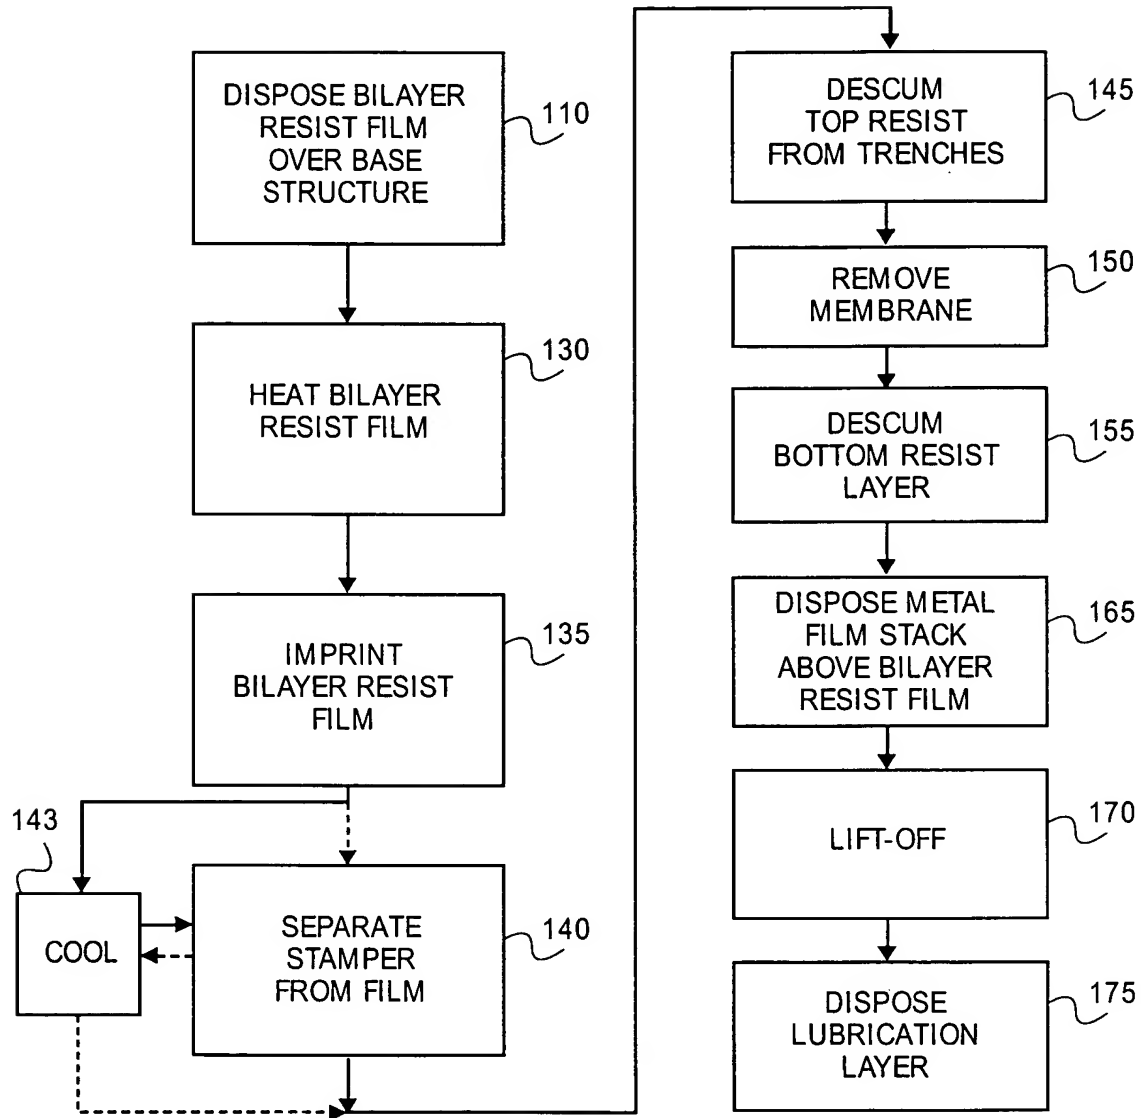 DISPOSE BILAYER
RESIST FILM
OVER BASE
STRUCTURE
110
HEAT BILAYER
RESIST FILM
130
IMPRINT
BILAYER RESIST
FILM
135
143
COOL
SEPARATE
STAMPER
FROM FILM
140
DESCUM
TOP RESIST
FROM TRENCHES
145
REMOVE
MEMBRANE
150
DESCUM
BOTTOM RESIST
LAYER
155
DISPOSE METAL
FILM STACK
ABOVE BILAYER
RESIST FILM
165
LIFT-OFF
170
DISPOSE
LUBRICATION
LAYER
175